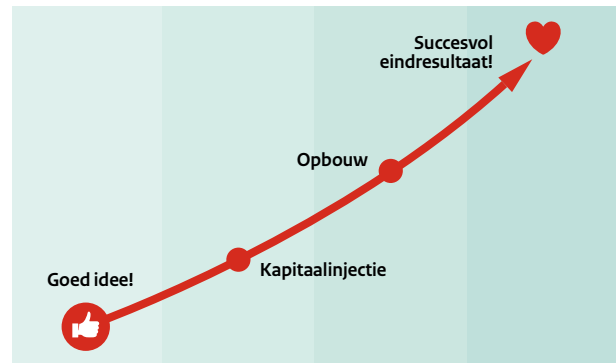 Succesvol
eindresultaat!
Opbouw
Kapitaalinjectie
Goed idee!